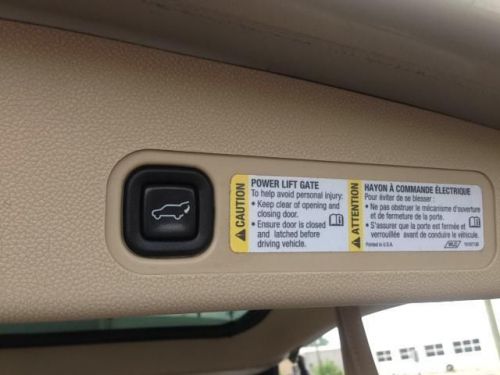 CAUTION
POWER LIFT GATE
To help avoid personal injury:
• Keep clear of opening and
closing door.
• Ensure door is closed
and latched before
driving vehicle.
ATTENTION
HAYON À COMMANDE ÉLECTRIQUE
Pour éviter de se blesser :
• Ne pas obstruer le mécanisme d'ouverture
et de fermeture de la porte.
• S'assurer que la porte est fermée et
verrouillée avant de conduire le véhicule.
Printed in U.S.A.